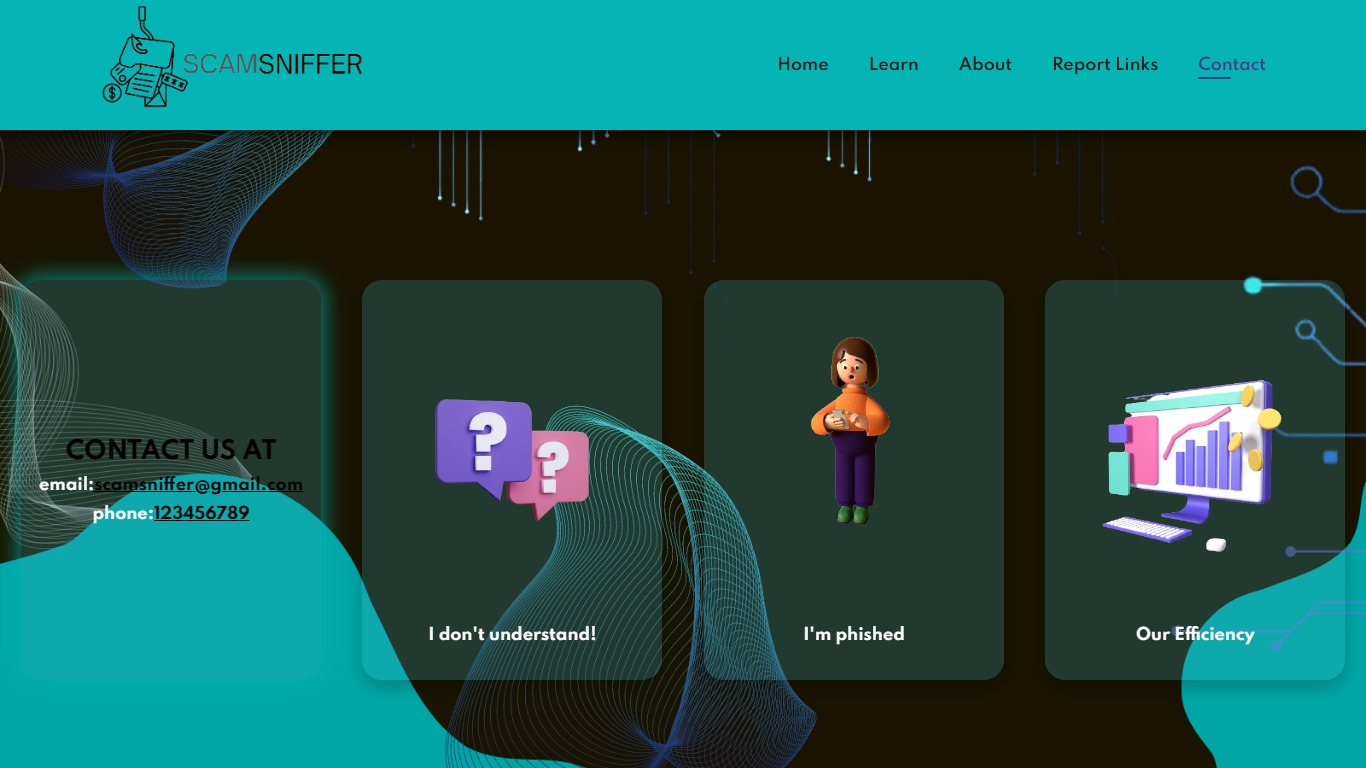 SCAMSNIFFER
Home Learn About Report Links Contact
CONTACT US AT
email:scamsniffer@gmail.com
phone:123456789
? ?
I don't understand! I'm phished Our Efficiency